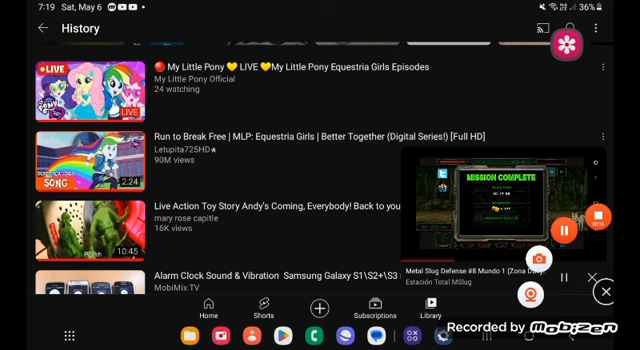 7:19 Sat, May 6
36%
History
LIVE
LIVE
My Little Pony 💛 LIVE 💛My Little Pony Equestria Girls Episodes
My Little Pony Official
24 watching
SONG
2:24
Run to Break Free | MLP: Equestria Girls | Better Together (Digital Series!) [Full HD]
Letupita725HD★
90M views
MISSION COMPLETE
10:45
Live Action Toy Story Andy's Coming, Everybody! Back to you
mary rose capitle
16K views
Metal Slug Defense #8 Mundo 1 (Zona
Estación Total MSlug
Alarm Clock Sound & Vibration Samsung Galaxy S1\S2+\S3
MobiMix TV
Home
Shorts
Subscriptions
Library
Recorded by Mobizen